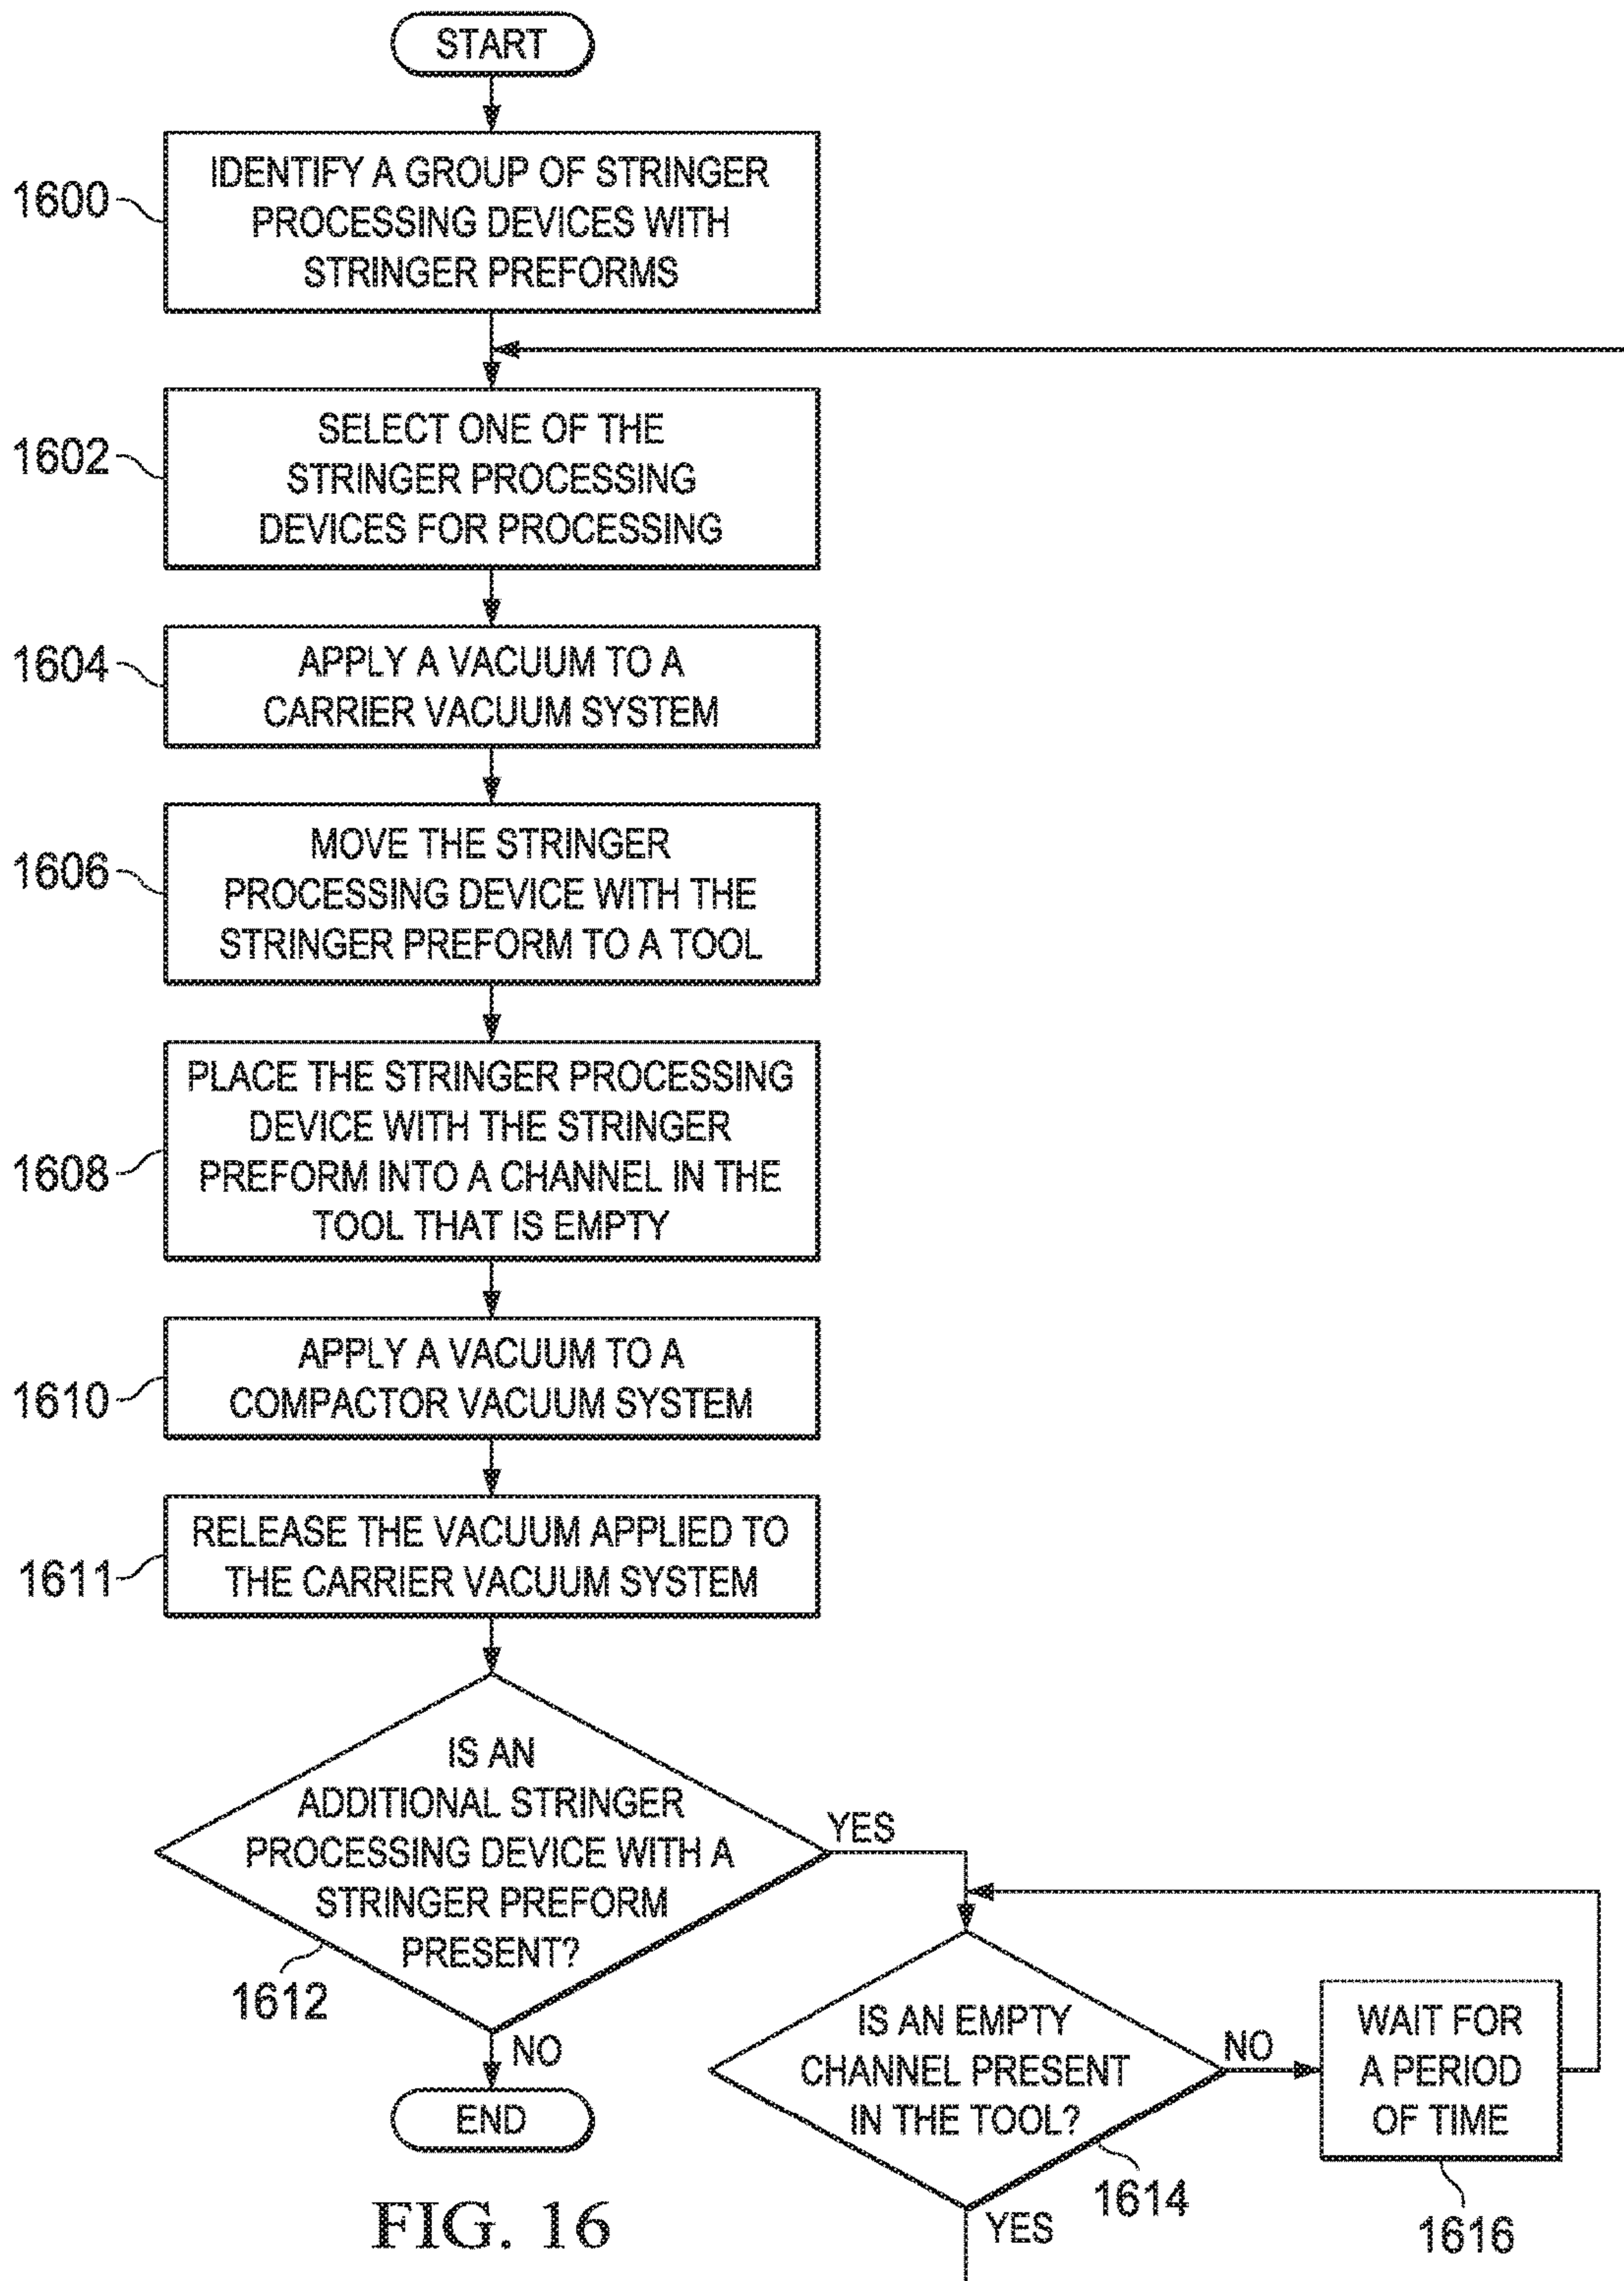 START
1600
IDENTIFY A GROUP OF STRINGER
PROCESSING DEVICES WITH
STRINGER PREFORMS
1602
SELECT ONE OF THE
STRINGER PROCESSING
DEVICES FOR PROCESSING
1604
APPLY A VACUUM TO A
CARRIER VACUUM SYSTEM
1606
MOVE THE STRINGER
PROCESSING DEVICE WITH THE
STRINGER PREFORM TO A TOOL
1608
PLACE THE STRINGER PROCESSING
DEVICE WITH THE STRINGER
PREFORM INTO A CHANNEL IN THE
TOOL THAT IS EMPTY
1610
APPLY A VACUUM TO A
COMPACTOR VACUUM SYSTEM
1611
RELEASE THE VACUUM APPLIED TO
THE CARRIER VACUUM SYSTEM
IS AN
ADDITIONAL STRINGER
PROCESSING DEVICE WITH A
STRINGER PREFORM
PRESENT?
1612
YES
NO
END
IS AN EMPTY
CHANNEL PRESENT
IN THE TOOL?
1614
NO
YES
WAIT FOR
A PERIOD
OF TIME
1616
FIG. 16